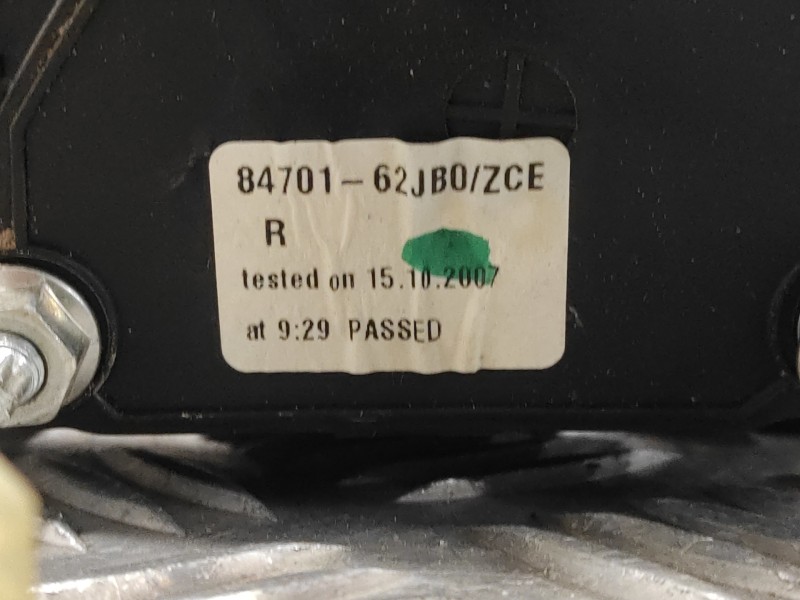 84701-62JB0/ZCE
R
tested on 15.10.2007
at 9:29 PASSED